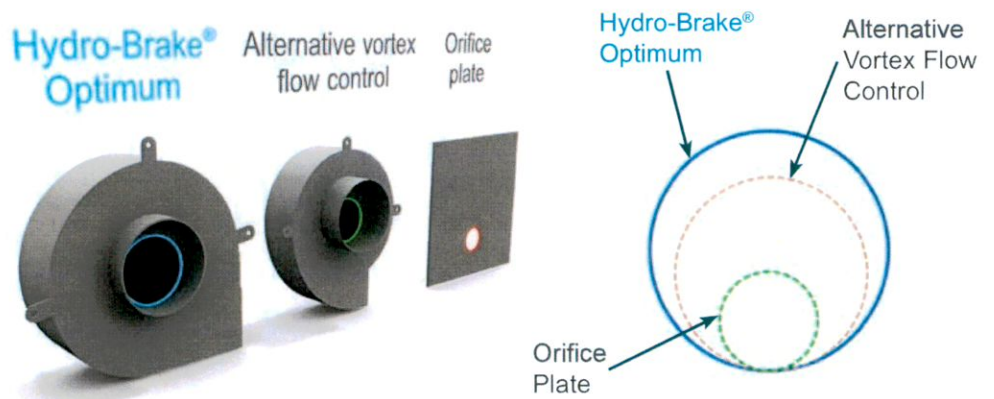 Hydro-Brake®
Optimum
Alternative vortex
flow control
Orifice
plate
Hydro-Brake®
Optimum
Alternative
Vortex Flow
Control
Orifice
Plate